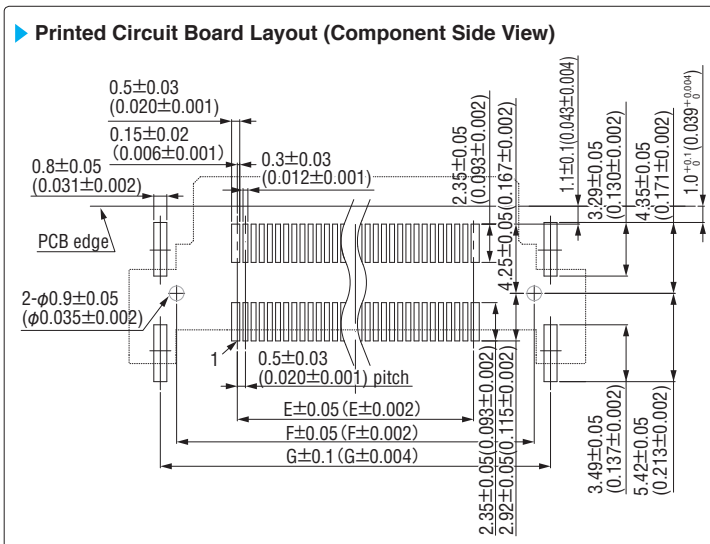 Printed Circuit Board Layout (Component Side View)
0.5±0.03
(0.020±0.001)
0.15±0.02
(0.006±0.001)
0.8±0.05
(0.031±0.002)
0.3±0.03
(0.012±0.001)
2.35±0.05
(0.093±0.002)
4.25±0.05(0.167±0.002)
1.1±0.1(0.043±0.004)
3.29±0.05
(0.130±0.002)
4.35±0.05
(0.171±0.002)
1.0 +0.1 0 (0.039 +0.004 0)
PCB edge
2-φ0.9±0.05
(φ0.035±0.002)
1
0.5±0.03
(0.020±0.001) pitch
E±0.05 (E±0.002)
F±0.05 (F±0.002)
G±0.1 (G±0.004)
2.35±0.05(0.093±0.002)
2.92±0.05(0.115±0.002)
3.49±0.05
(0.137±0.002)
5.42±0.05
(0.213±0.002)